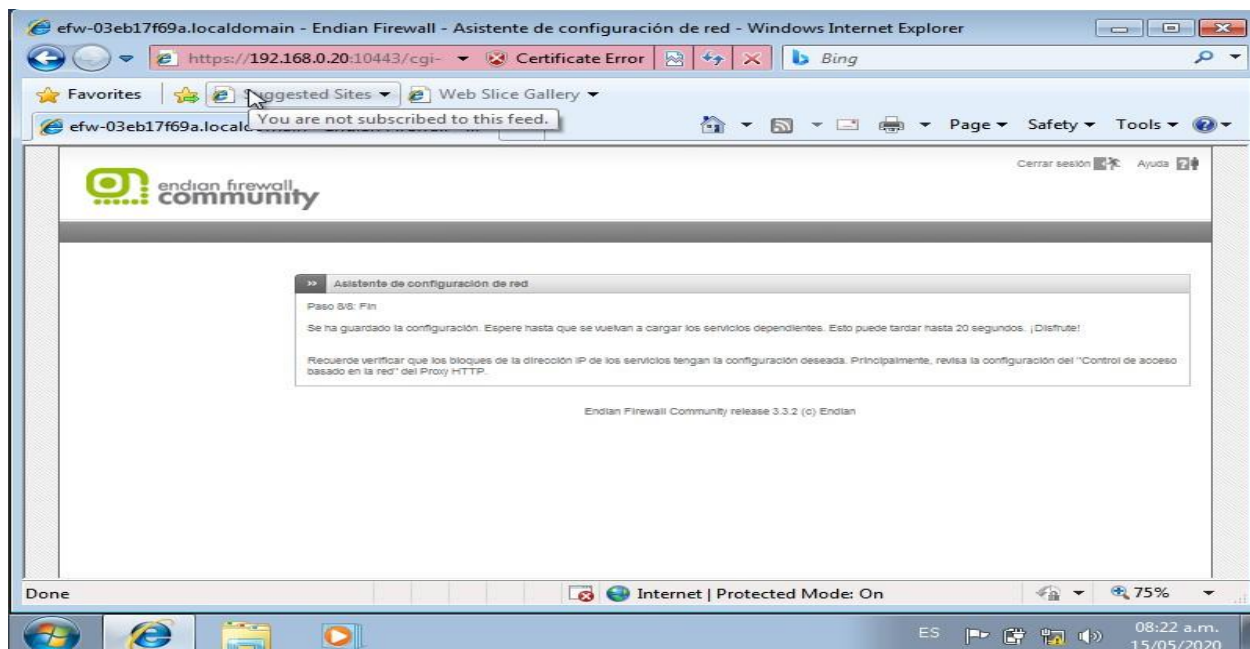 efw-03eb17f69a.localdomain - Endian Firewall - Asistente de configuración de red - Windows Internet Explorer
https://192.168.0.20:10443/cgi-
Certificate Error
Bing
Favorites
Suggested Sites
Web Slice Gallery
You are not subscribed to this feed.
Page
Safety
Tools
Cerrar sesión
Ayuda
endian firewall
community
Asistente de configuración de red
Paso 8/8: Fin
Se ha guardado la configuración. Espere hasta que se vuelvan a cargar los servicios dependientes. Esto puede tardar hasta 20 segundos. ¡Disfrute!
Recuerde verificar que los bloques de la dirección IP de los servicios tengan la configuración deseada. Principalmente, revisa la configuración del "Control de acceso
basado en la red" del Proxy HTTP.
Endian Firewall Community release 3.3.2 (c) Endian
Done
Internet | Protected Mode: On
75%
ES
08:22 a.m.
15/05/2020